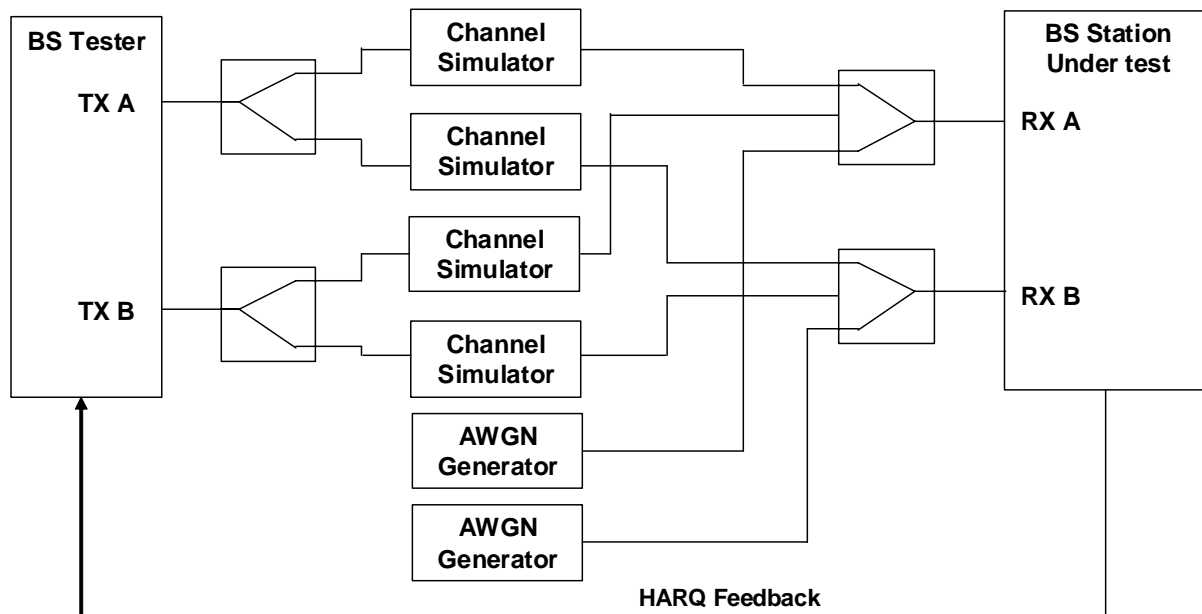 BS Tester
TX A
TX B
Channel
Simulator
Channel
Simulator
Channel
Simulator
Channel
Simulator
AWGN
Generator
AWGN
Generator
BS Station
Under test
RX A
RX B
HARQ Feedback